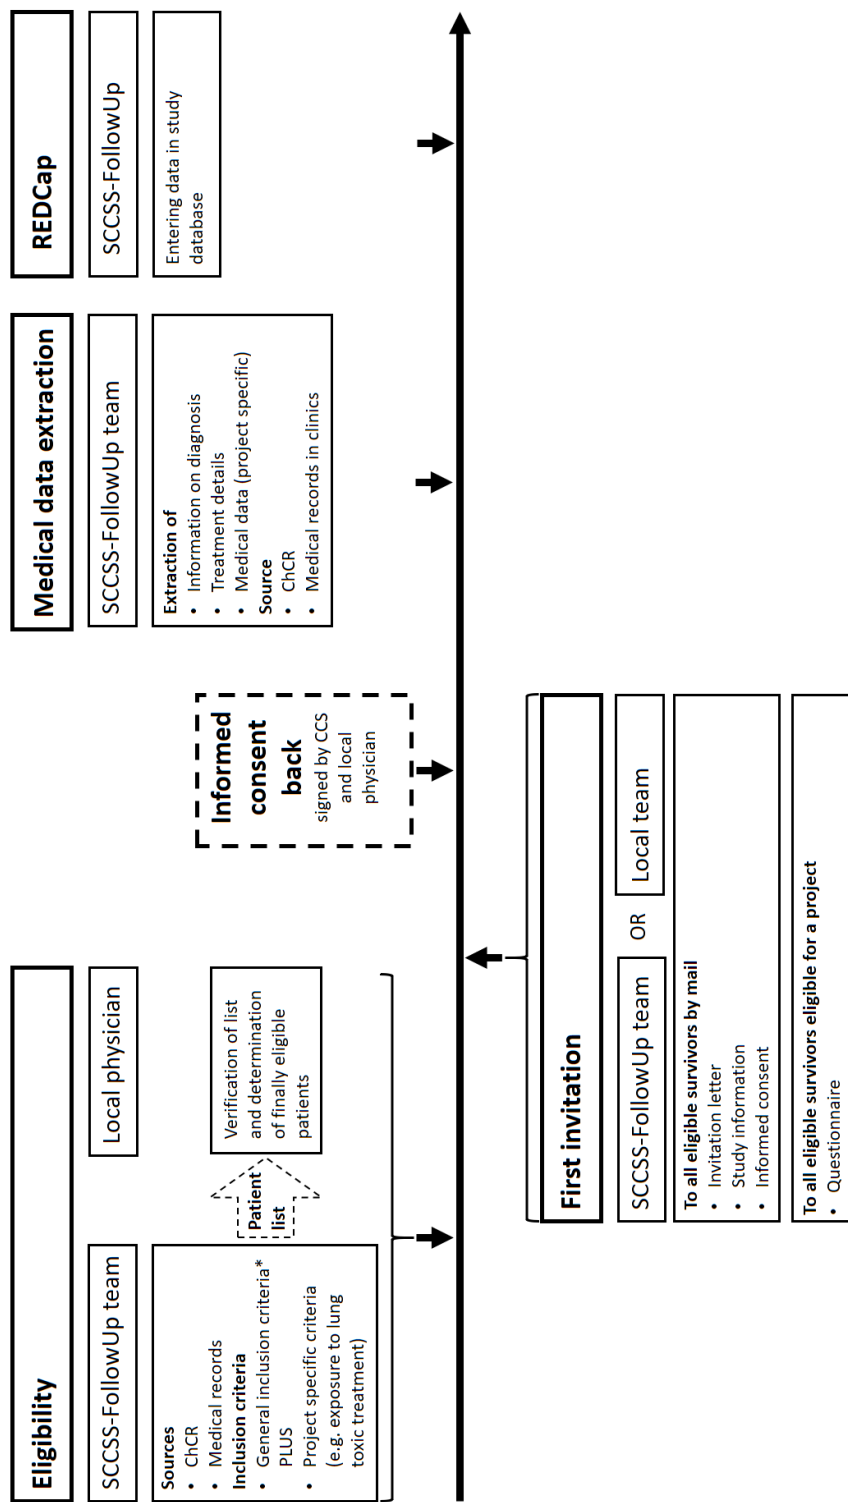 Eligibility
SCCSS-FollowUp team
Local physician
Sources
• ChCR
• Medical records
Inclusion criteria
• General inclusion criteria*
PLUS
• Project specific criteria
(e.g. exposure to lung
toxic treatment)
Patient
list
Verification of list
and determination
of finally eligible
patients
First invitation
SCCSS-FollowUp team
OR
Local team
To all eligible survivors by mail
• Invitation letter
• Study information
• Informed consent
To all eligible survivors eligible for a project
• Questionnaire
Informed
consent
back
signed by CCS
and local
physician
Medical data extraction
SCCSS-FollowUp team
Extraction of
• Information on diagnosis
• Treatment details
• Medical data (project specific)
Source
• ChCR
• Medical records in clinics
REDCap
SCCSS-FollowUp
Entering data in study
database